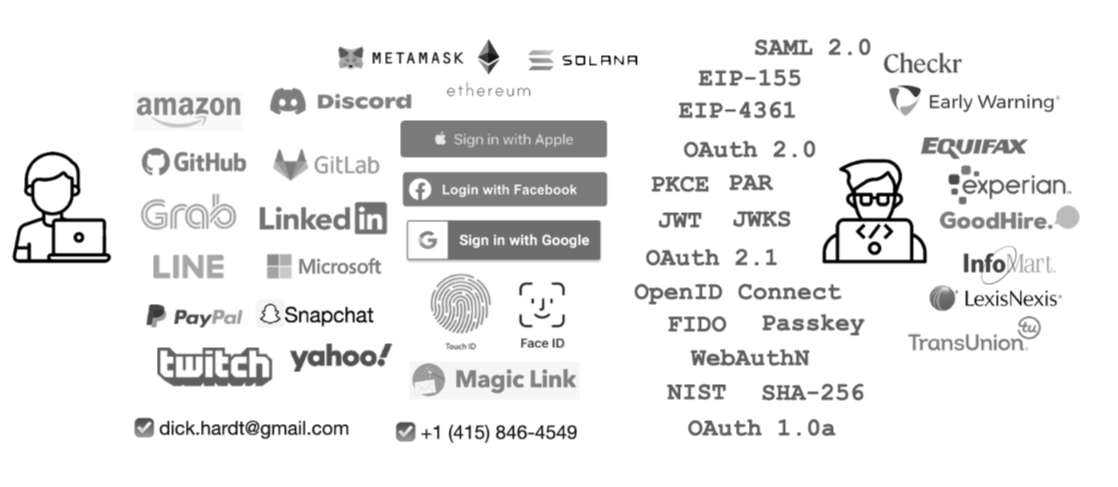 METAMASK
ethereum
SOLANA
amazon
Discord
GitHub
GitLab
Grab
Linked in
LINE
Microsoft
PayPal
Snapchat
twitch
yahoo!
dick.hardt@gmail.com
Sign in with Apple
Login with Facebook
G Sign in with Google
Touch ID
Face ID
Magic Link
+1 (415) 846-4549
SAML 2.0
EIP-155
EIP-4361
OAuth 2.0
PKCE PAR
JWT JWKS
OAuth 2.1
OpenID Connect
FIDO Passkey
WebAuthN
NIST SHA-256
OAuth 1.0a
</>
Checkr
Early Warning®
EQUIFAX
experian.
GoodHire.
InfoMart.
LexisNexis®
TransUnion. tu